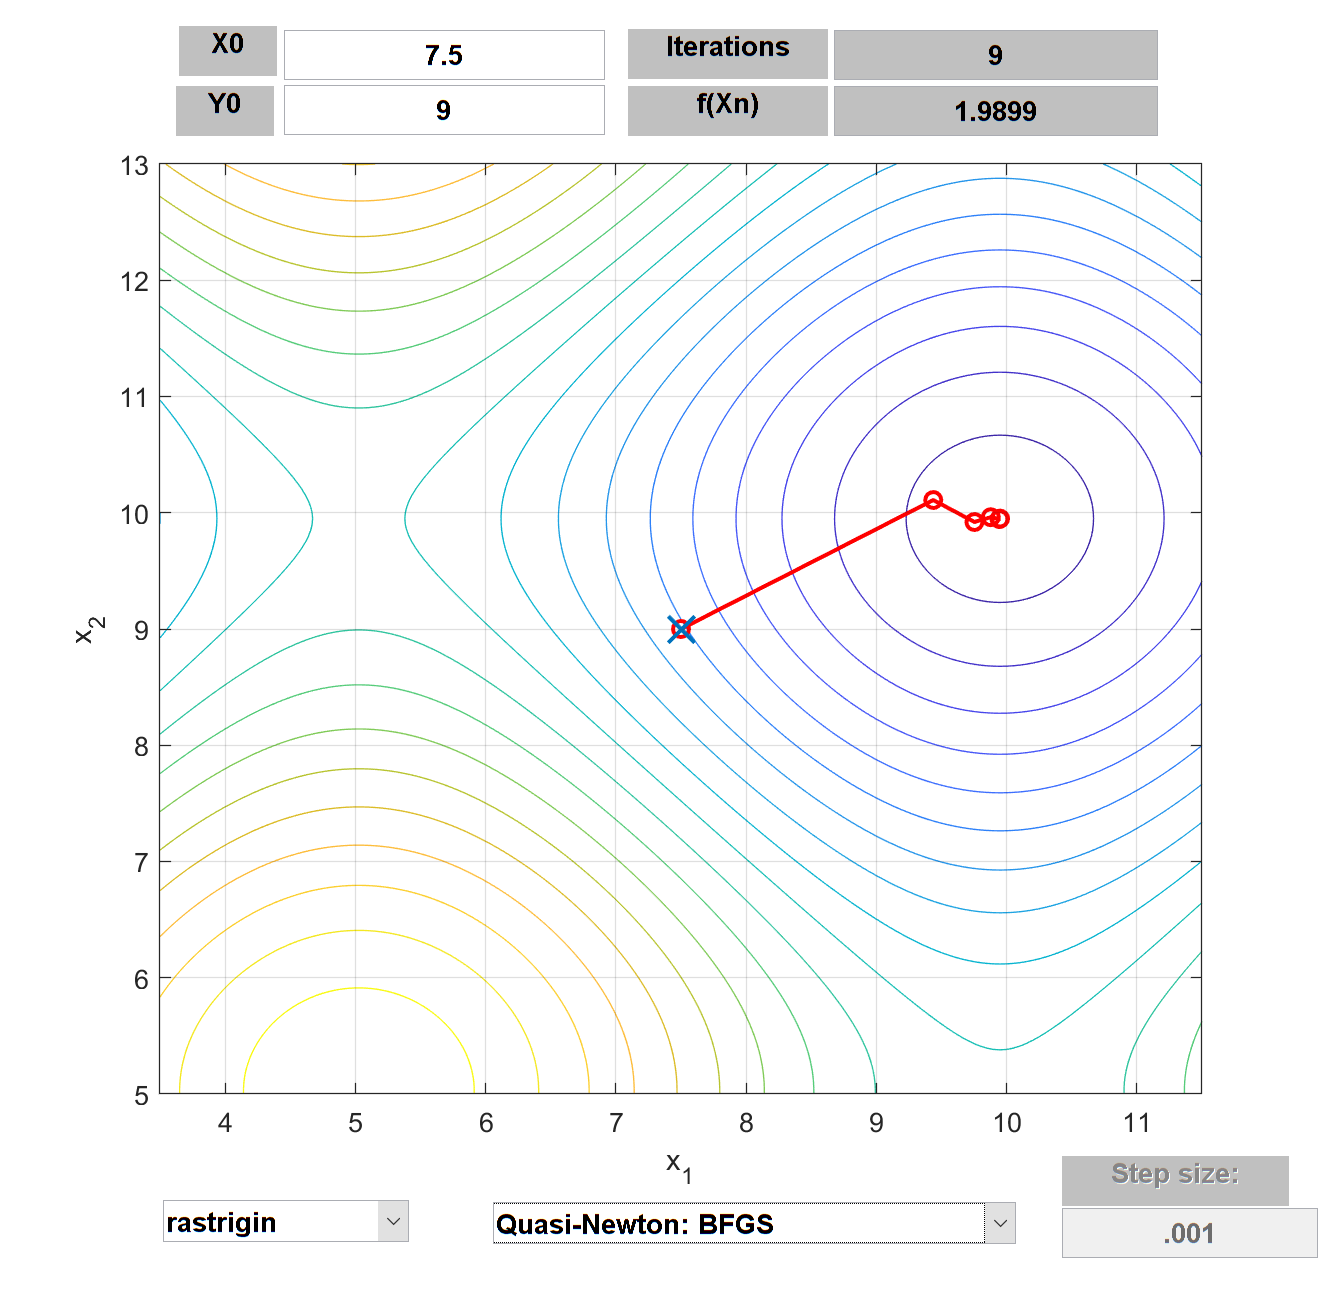 X0 7.5 Iterations 9
Y0 9 f(Xn) 1.9899
13
12
11
10
9
8
7
6
5
x2
4 5 6 7 8 9 10 11
x1
Step size:
rastrigin Quasi-Newton: BFGS .001